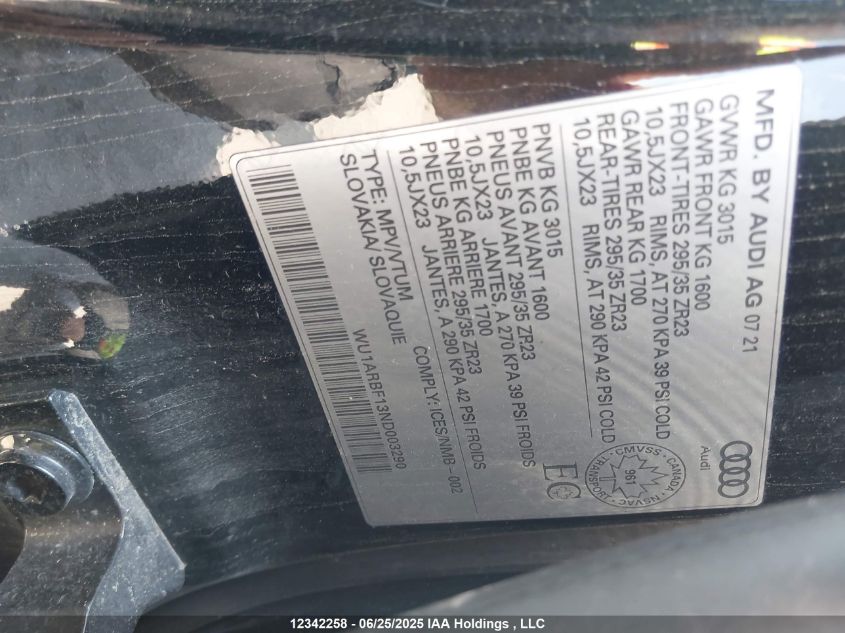 MFD. BY AUDI AG 07 21
GVWR KG 3015
GAWR FRONT KG 1600
FRONT-TIRES 295/35 ZR23
10,5JX23 RIMS, AT 270 KPA 39 PSI COLD
GAWR REAR KG 1700
REAR-TIRES 295/35 ZR23
10,5JX23 RIMS, AT 290 KPA 42 PSI COLD
Audi
CMVSS - CANADA - NSVAC - TRANSPORT
961
EC
PNVB KG 3015
PNBE KG AVANT 1600
PNEUS AVANT 295/35 ZR23
10,5JX23 JANTES, A 270 KPA 39 PSI FROIDS
PNBE KG ARRIERE 1700
PNEUS ARRIERE 295/35 ZR23
10,5JX23 JANTES, A 290 KPA 42 PSI FROIDS
TYPE: MPV/VTUM COMPLY: ICES/NMB-002
SLOVAKIA/ SLOVAQUIE
WU1ARBF13ND003290
12342258 - 06/25/2025 IAA Holdings , LLC